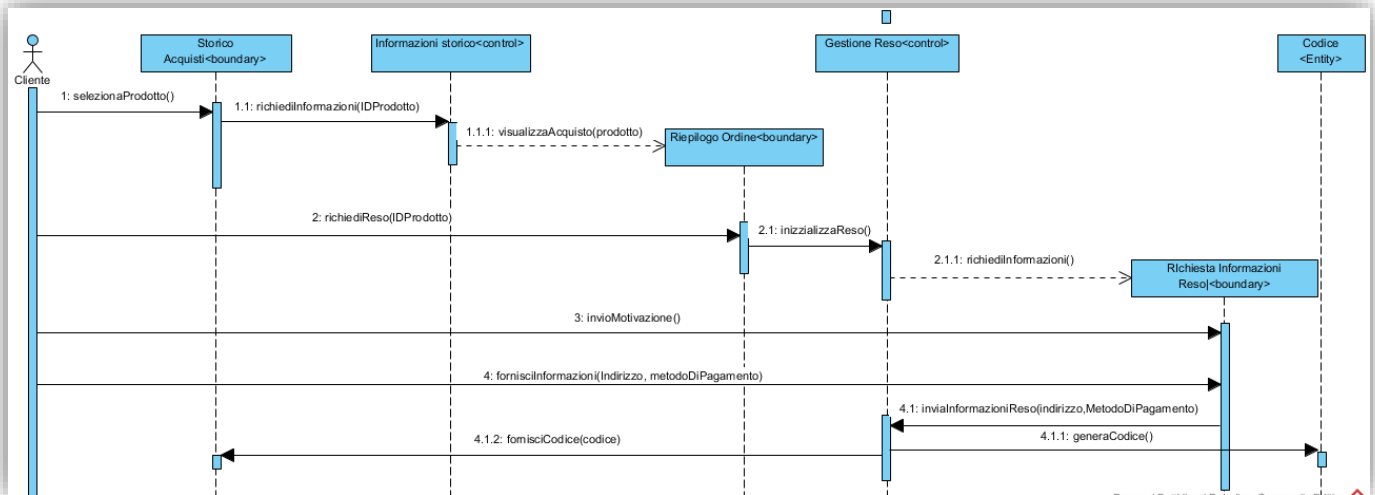 Storico
Acquisti<boundary>
Informazioni storico<control>
Gestione Reso<control>
Codice
<Entity>
Cliente
1: selezionaProdotto()
1.1: richiediInformazioni(IDProdotto)
1.1.1: visualizzaAcquisto(prodotto)
Riepilogo Ordine<boundary>
2: richiediReso(IDProdotto)
2.1: inizzializzaReso()
2.1.1: richiediInformazioni()
RIchiesta Informazioni
Reso|<boundary>
3: invioMotivazione()
4: fornisciInformazioni(Indirizzo, metodoDiPagamento)
4.1: inviaInformazioniReso(indirizzo,MetodoDiPagamento)
4.1.2: fornisciCodice(codice)
4.1.1: generaCodice()